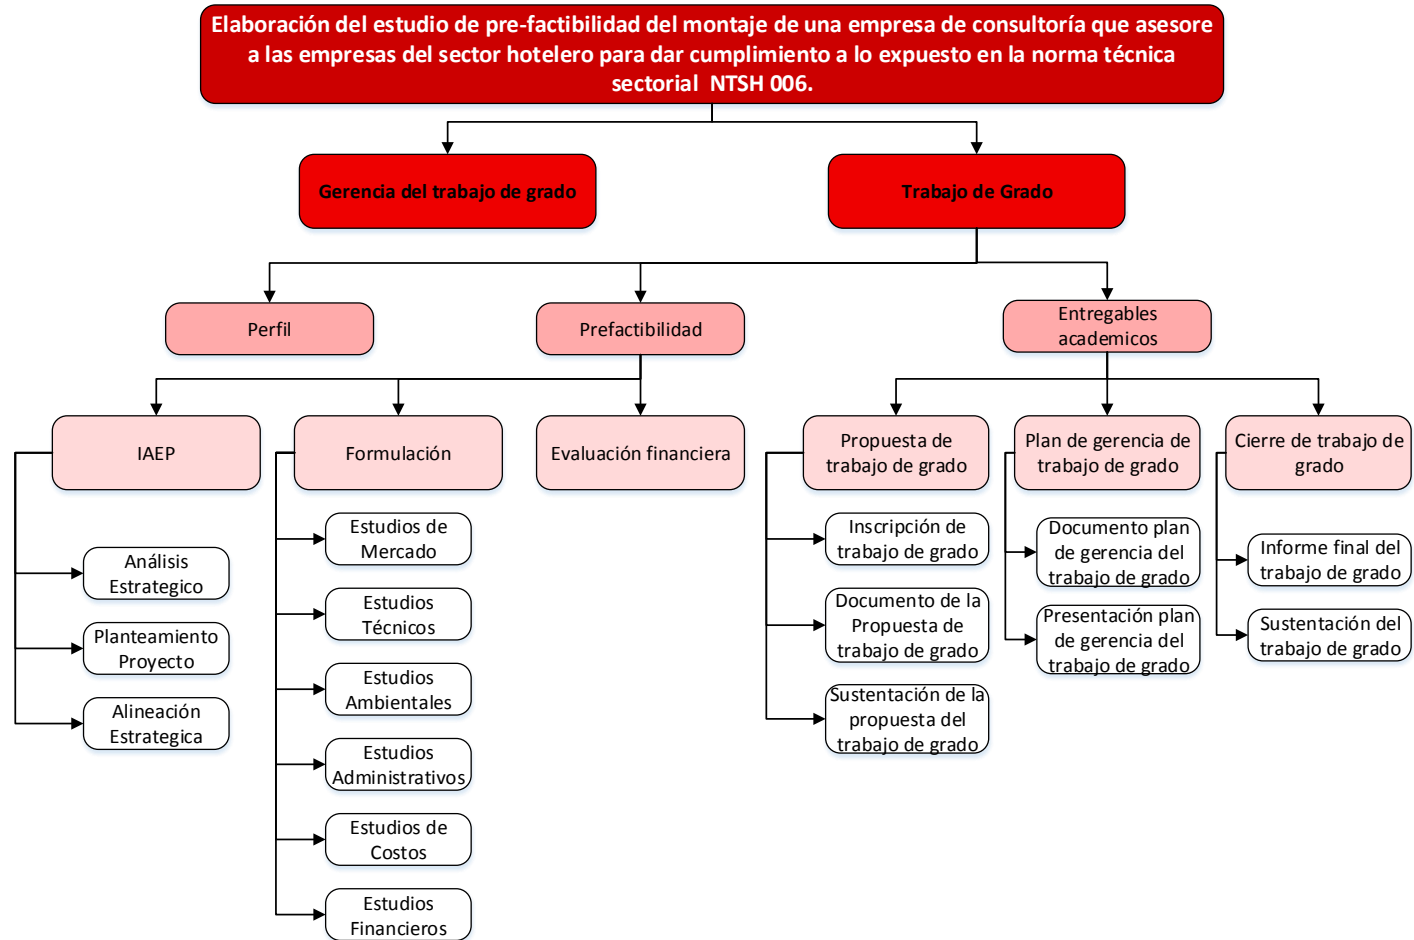 Elaboración del estudio de pre-factibilidad del montaje de una empresa de consultoría que asesore
a las empresas del sector hotelero para dar cumplimiento a lo expuesto en la norma técnica
sectorial NTSH 006.
Gerencia del trabajo de grado
Trabajo de Grado
Perfil
Prefactibilidad
Entregables
academicos
IAEP
Formulación
Evaluación financiera
Propuesta de
trabajo de grado
Plan de gerencia de
trabajo de grado
Cierre de trabajo de
grado
Análisis
Estrategico
Planteamiento
Proyecto
Alineación
Estrategica
Estudios de
Mercado
Estudios
Técnicos
Estudios
Ambientales
Estudios
Administrativos
Estudios de
Costos
Estudios
Financieros
Inscripción de
trabajo de grado
Documento de la
Propuesta de
trabajo de grado
Sustentación de la
propuesta del
trabajo de grado
Documento plan
de gerencia del
trabajo de grado
Presentación plan
de gerencia del
trabajo de grado
Informe final del
trabajo de grado
Sustentación del
trabajo de grado